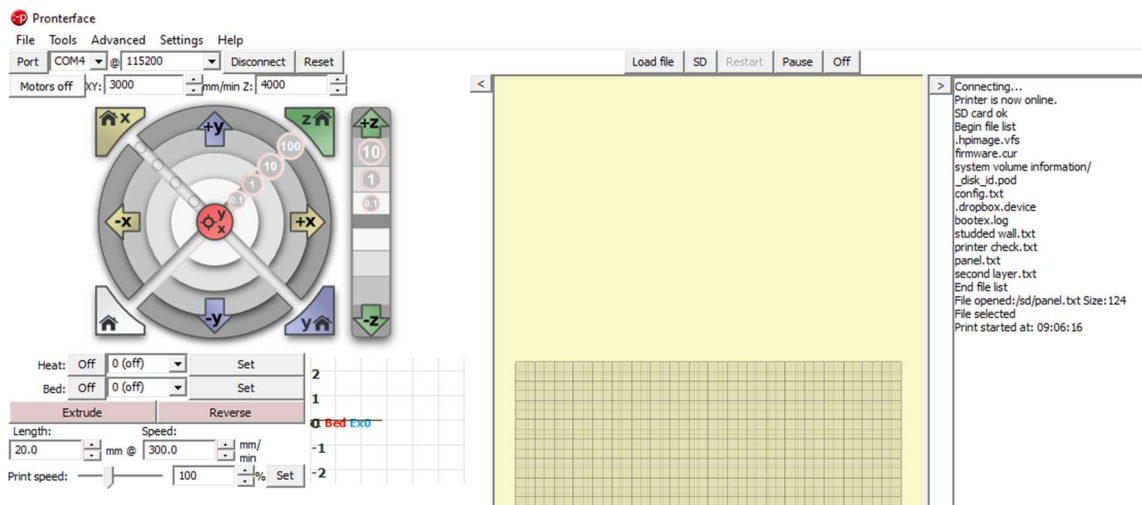 Pronterface
File Tools Advanced Settings Help
Port COM4 @ 115200 Disconnect Reset Load file SD Restart Pause Off
Motors off XY: 3000 mm/min Z: 4000 < >
x +y z +z
100
10 10
1 1
0.1 0.1
-x y x +x
-y y -z
Heat: Off 0 (off) Set
Bed: Off 0 (off) Set
Extrude Reverse
Length: Speed:
20.0 mm @ 300.0 mm/
min
Print speed: 100 % Set
2
1
0 Bed Ex0
-1
-2
Connecting...
Printer is now online.
SD card ok
Begin file list
.hpimage.vfs
firmware.cur
system volume information/
_disk_id.pod
config.txt
.dropbox.device
bootex.log
studded wall.txt
printer check.txt
panel.txt
second layer.txt
End file list
File opened:/sd/panel.txt Size:124
File selected
Print started at: 09:06:16